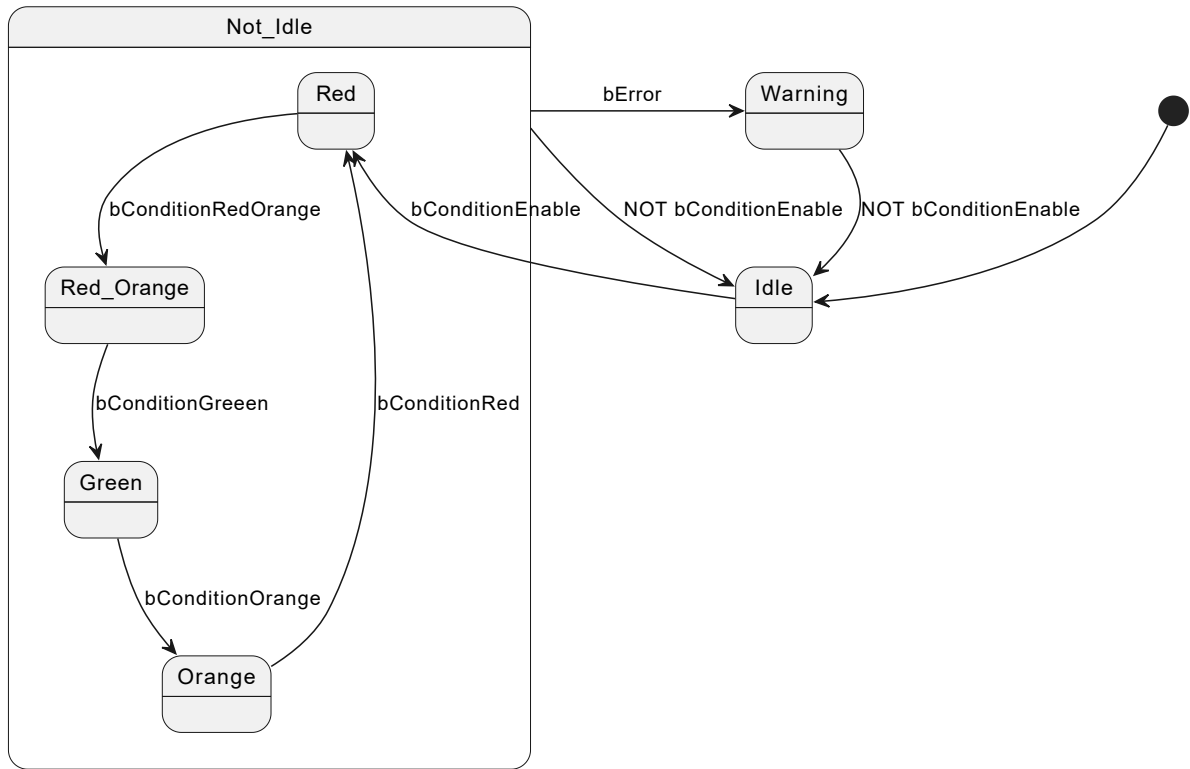 Not_Idle
Red
bError
Warning
bConditionRedOrange
bConditionEnable
NOT bConditionEnable
NOT bConditionEnable
Red_Orange
Idle
bConditionGreeen
bConditionRed
Green
bConditionOrange
Orange